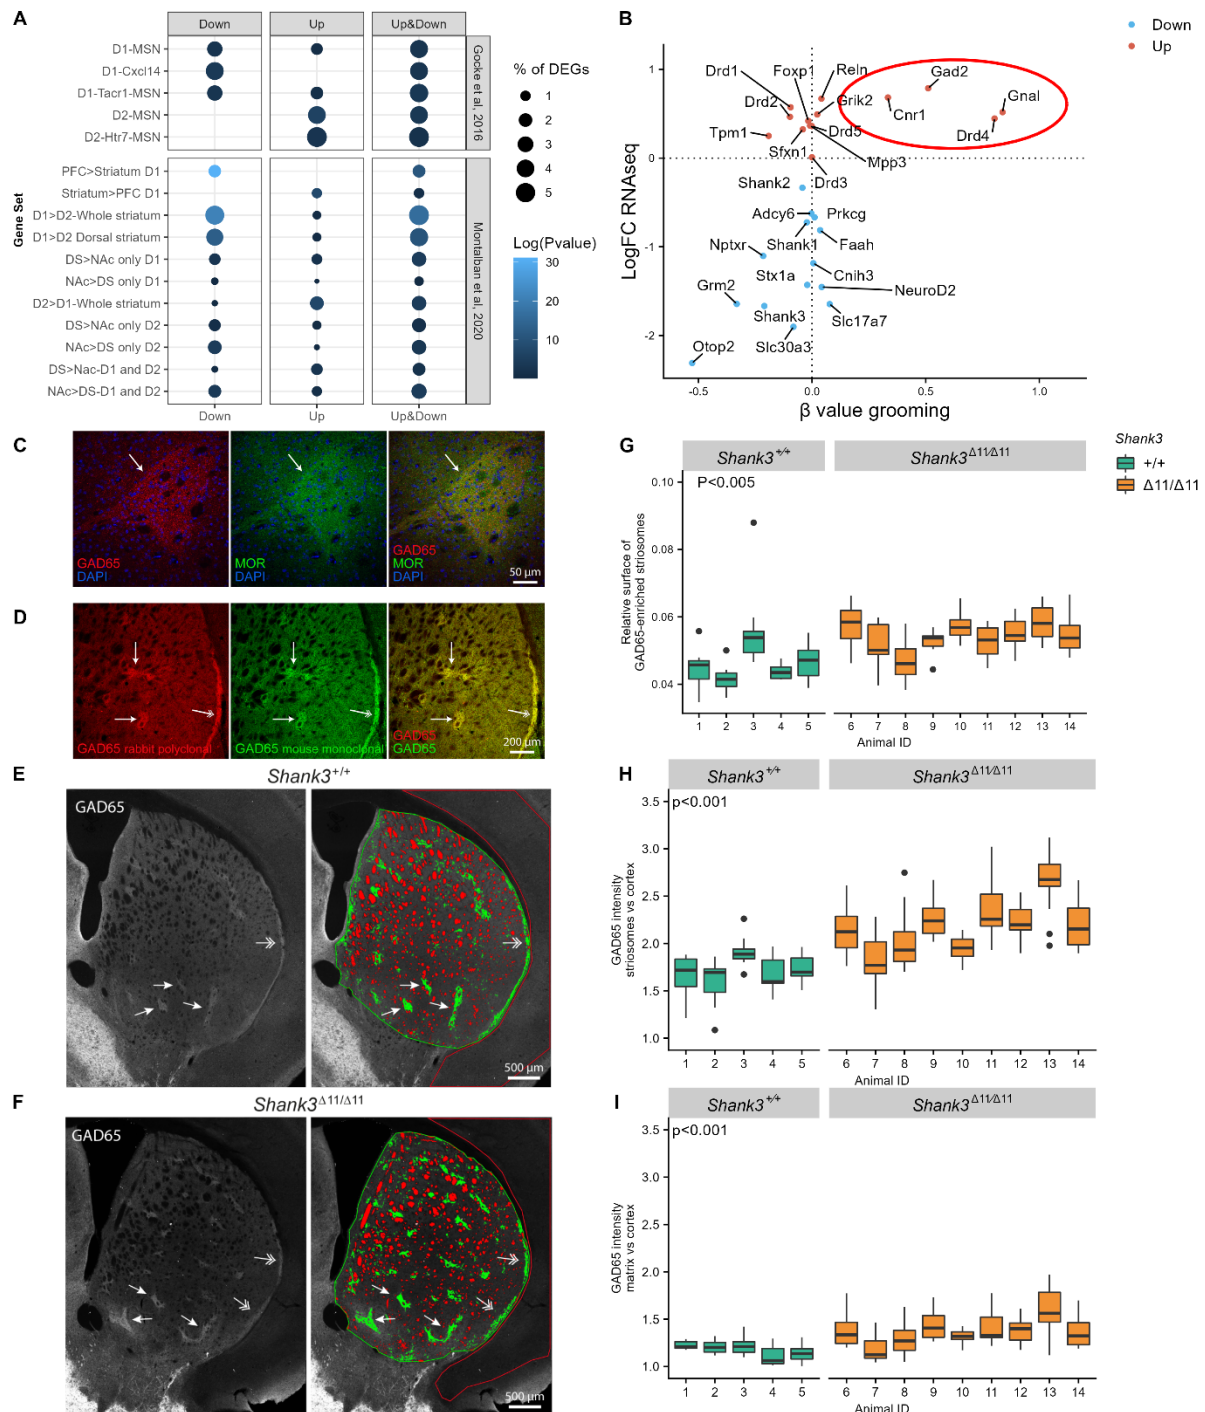 A
Down
Up
Up&Down
D1-MSN
D1-Cxcl14
D1-Tacr1-MSN
D2-MSN
D2-Htr7-MSN
Gocke et al, 2016
PFC>Striatum D1
Striatum>PFC D1
D1>D2-Whole striatum
D1>D2 Dorsal striatum
DS>NAc only D1
NAc>DS only D1
D2>D1-Whole striatum
DS>NAc only D2
NAc>DS only D2
DS>Nac-D1 and D2
NAc>DS-D1 and D2
Montalban et al, 2020
Gene Set
Down
Up
Up&Down
% of DEGs
1
2
3
4
5
Log(Pvalue)
30
20
10
B
Down
Up
LogFC RNAseq
1
0
-1
-2
Drd1
Foxp1
Reln
Gad2
Gnal
Drd2
Grik2
Cnr1
Drd4
Tpm1
Drd5
Sfxn1
Mpp3
Shank2
Drd3
Adcy6
Prkcg
Nptxr
Shank1
Faah
Stx1a
Cnih3
Grm2
NeuroD2
Shank3
Slc17a7
Otop2
Slc30a3
-0.5
0.0
0.5
1.0
β value grooming
C
GAD65
DAPI
MOR
DAPI
GAD65
MOR
DAPI
50 µm
D
GAD65 rabbit polyclonal
GAD65 mouse monoclonal
GAD65
GAD65
200 µm
E
Shank3+/+
GAD65
500 µm
F
Shank3Δ11/Δ11
GAD65
500 µm
G
Shank3+/+
Shank3Δ11/Δ11
P<0.005
Relative surface of
GAD65-enriched striosomes
0.10
0.08
0.06
0.04
1 2 3 4 5 6 7 8 9 10 11 12 13 14
Animal ID
Shank3
+/+
Δ11/Δ11
H
Shank3+/+
Shank3Δ11/Δ11
p<0.001
GAD65 intensity
striosomes vs cortex
3.5
3.0
2.5
2.0
1.5
1.0
1 2 3 4 5 6 7 8 9 10 11 12 13 14
Animal ID
I
Shank3+/+
Shank3Δ11/Δ11
p<0.001
GAD65 intensity
matrix vs cortex
3.5
3.0
2.5
2.0
1.5
1.0
1 2 3 4 5 6 7 8 9 10 11 12 13 14
Animal ID